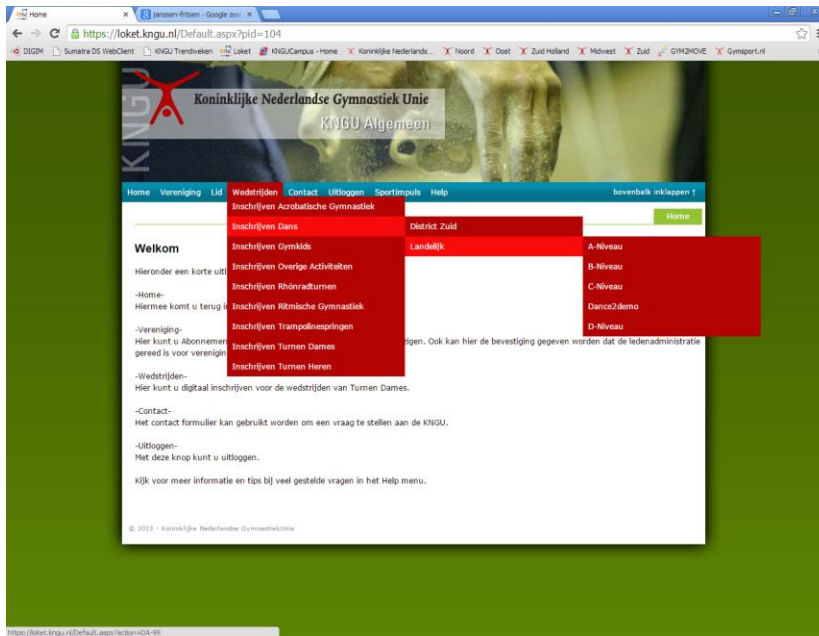 Home
janssen-fritsen - Google zoe
https://loket.kngu.nl/Default.aspx?pid=104
DIGIDM
Sumatra DS WebClient
KNGU Trendweken
Loket
KNGUCampus - Home
Koninklijke Nederlands...
Noord
Oost
Zuid Holland
Midwest
Zuid
GYM2MOVE
Gymsport.nl
KNGU
Koninklijke Nederlandse Gymnastiek Unie
KNGU Algemeen
Home Vereniging Lid Wedstrijden Contact Uitloggen Sportimpuls Help bovenbalk inklappen ↑
Inschrijven Acrobatische Gymnastiek
Home
Inschrijven Dans
District Zuid
Welkom
Inschrijven Gymkids
Landelijk
A-Niveau
Hieronder een korte uitl
Inschrijven Overige Activiteiten
B-Niveau
-Home-
Inschrijven Rhönradturnen
C-Niveau
Hiermee komt u terug i
Inschrijven Ritmische Gymnastiek
Dance2demo
-Vereniging-
Inschrijven Trampolinespringen
D-Niveau
Hier kunt u Abonnemen
Inschrijven Turnen Dames
zigen. Ook kan hier de bevestiging gegeven worden dat de ledenadministratie
gereed is voor verenigin
Inschrijven Turnen Heren
-Wedstrijden-
Hier kunt u digitaal inschrijven voor de wedstrijden van Turnen Dames.
-Contact-
Het contact formulier kan gebruikt worden om een vraag te stellen aan de KNGU.
-Uitloggen-
Met deze knop kunt u uitloggen.
Kijk voor meer informatie en tips bij veel gestelde vragen in het Help menu.
© 2013 - Koninklijke Nederlandse GymnastiekUnie
https://loket.kngu.nl/Default.aspx?action=DA-99